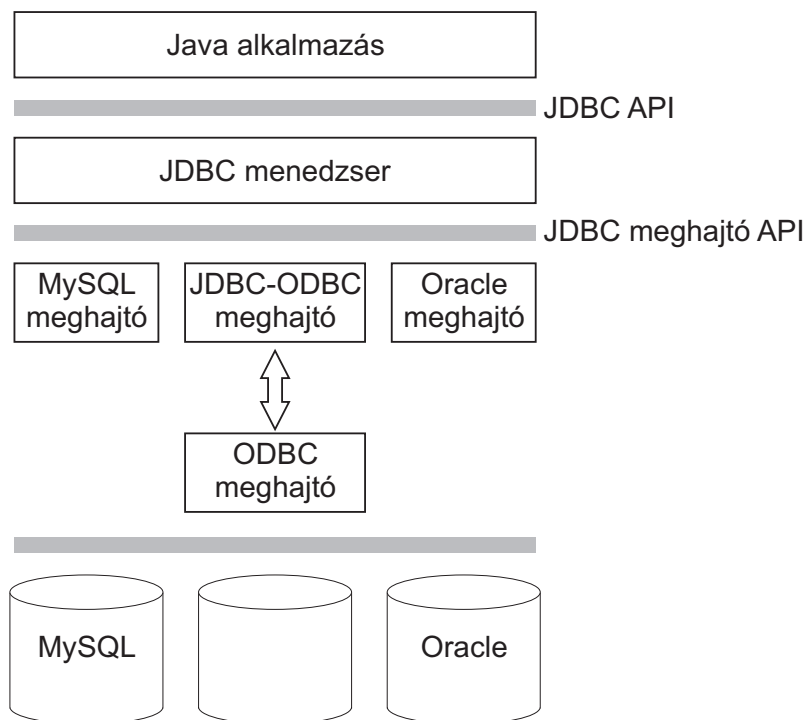 Java alkalmazás
JDBC API
JDBC menedzser
JDBC meghajtó API
MySQL
meghajtó
JDBC-ODBC
meghajtó
Oracle
meghajtó
ODBC
meghajtó
MySQL
Oracle